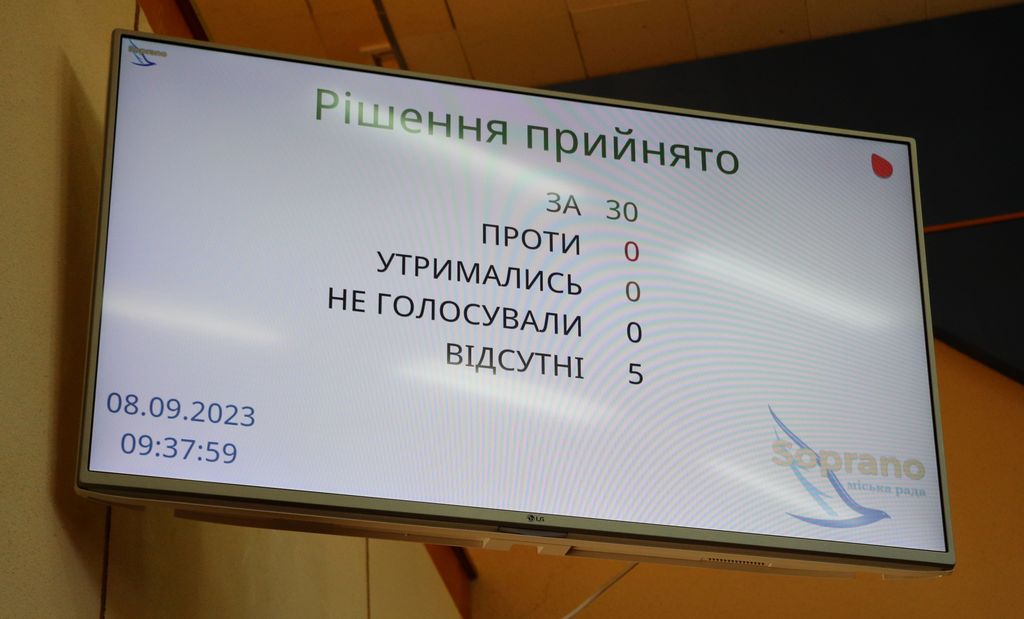 Soprano
Рішення прийнято
ЗА 30
ПРОТИ 0
УТРИМАЛИСЬ 0
НЕ ГОЛОСУВАЛИ 0
ВІДСУТНІ 5
08.09.2023
09:37:59
Soprano
міська рада
LG